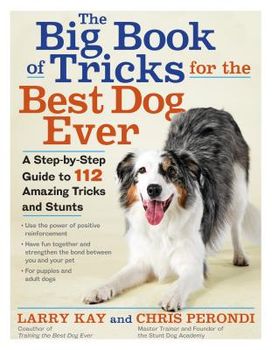 The
Big Book
of Tricks
for the
Best Dog
Ever
A Step-by-Step
Guide to 112
Amazing Tricks
and Stunts
• Use the power of positive
reinforcement
• Have fun together and
strengthen the bond between
you and your pet
• For puppies and
adult dogs
LARRY KAY and CHRIS PERONDI
Coauthor of
Training the Best Dog Ever
Master Trainer and Founder of
the Stunt Dog Academy